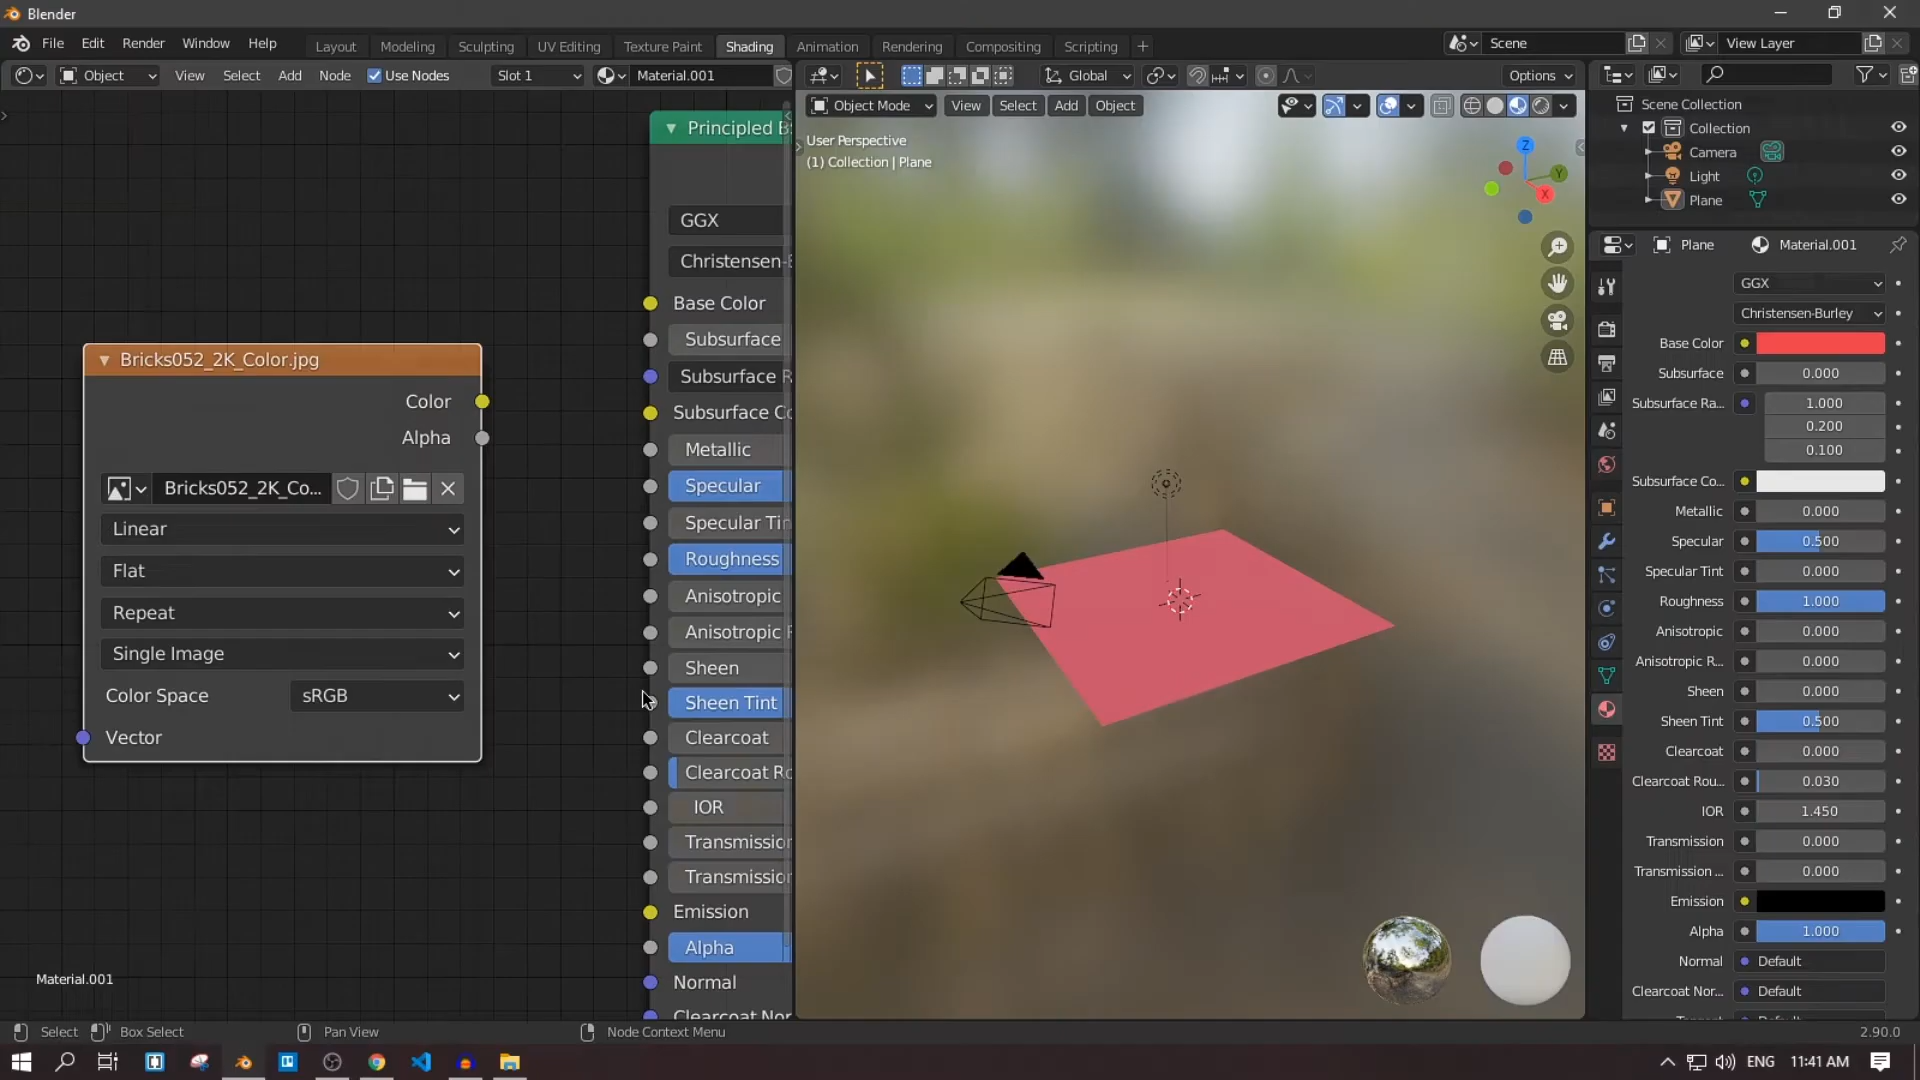 Blender
File Edit Render Window Help
Layout Modeling Sculpting UV Editing Texture Paint Shading Animation Rendering Compositing Scripting +
Scene
View Layer
Object View Select Add Node Use Nodes Slot 1 Material.001
Global
Options
Object Mode View Select Add Object
User Perspective
(1) Collection | Plane
Z
Y
X
Principled B
GGX
Christensen-
Base Color
Subsurface
Subsurface R
Subsurface Co
Metallic
Specular
Specular Tin
Roughness
Anisotropic
Anisotropic
Sheen
Sheen Tint
Clearcoat
Clearcoat Ro
IOR
Transmission
Transmission
Emission
Alpha
Normal
Clearcoat Nor
Bricks052_2K_Color.jpg
Color
Alpha
Bricks052_2K_Co...
Linear
Flat
Repeat
Single Image
Color Space sRGB
Vector
Material.001
Scene Collection
Collection
Camera
Light
Plane
Plane Material.001
GGX
Christensen-Burley
Base Color
Subsurface 0.000
Subsurface Ra... 1.000
0.200
0.100
Subsurface Co...
Metallic 0.000
Specular 0.500
Specular Tint 0.000
Roughness 1.000
Anisotropic 0.000
Anisotropic R... 0.000
Sheen 0.000
Sheen Tint 0.500
Clearcoat 0.000
Clearcoat Rou... 0.030
IOR 1.450
Transmission 0.000
Transmission ... 0.000
Emission
Alpha 1.000
Normal Default
Clearcoat Nor... Default
Select Box Select Pan View Node Context Menu 2.90.0
ENG 11:41 AM